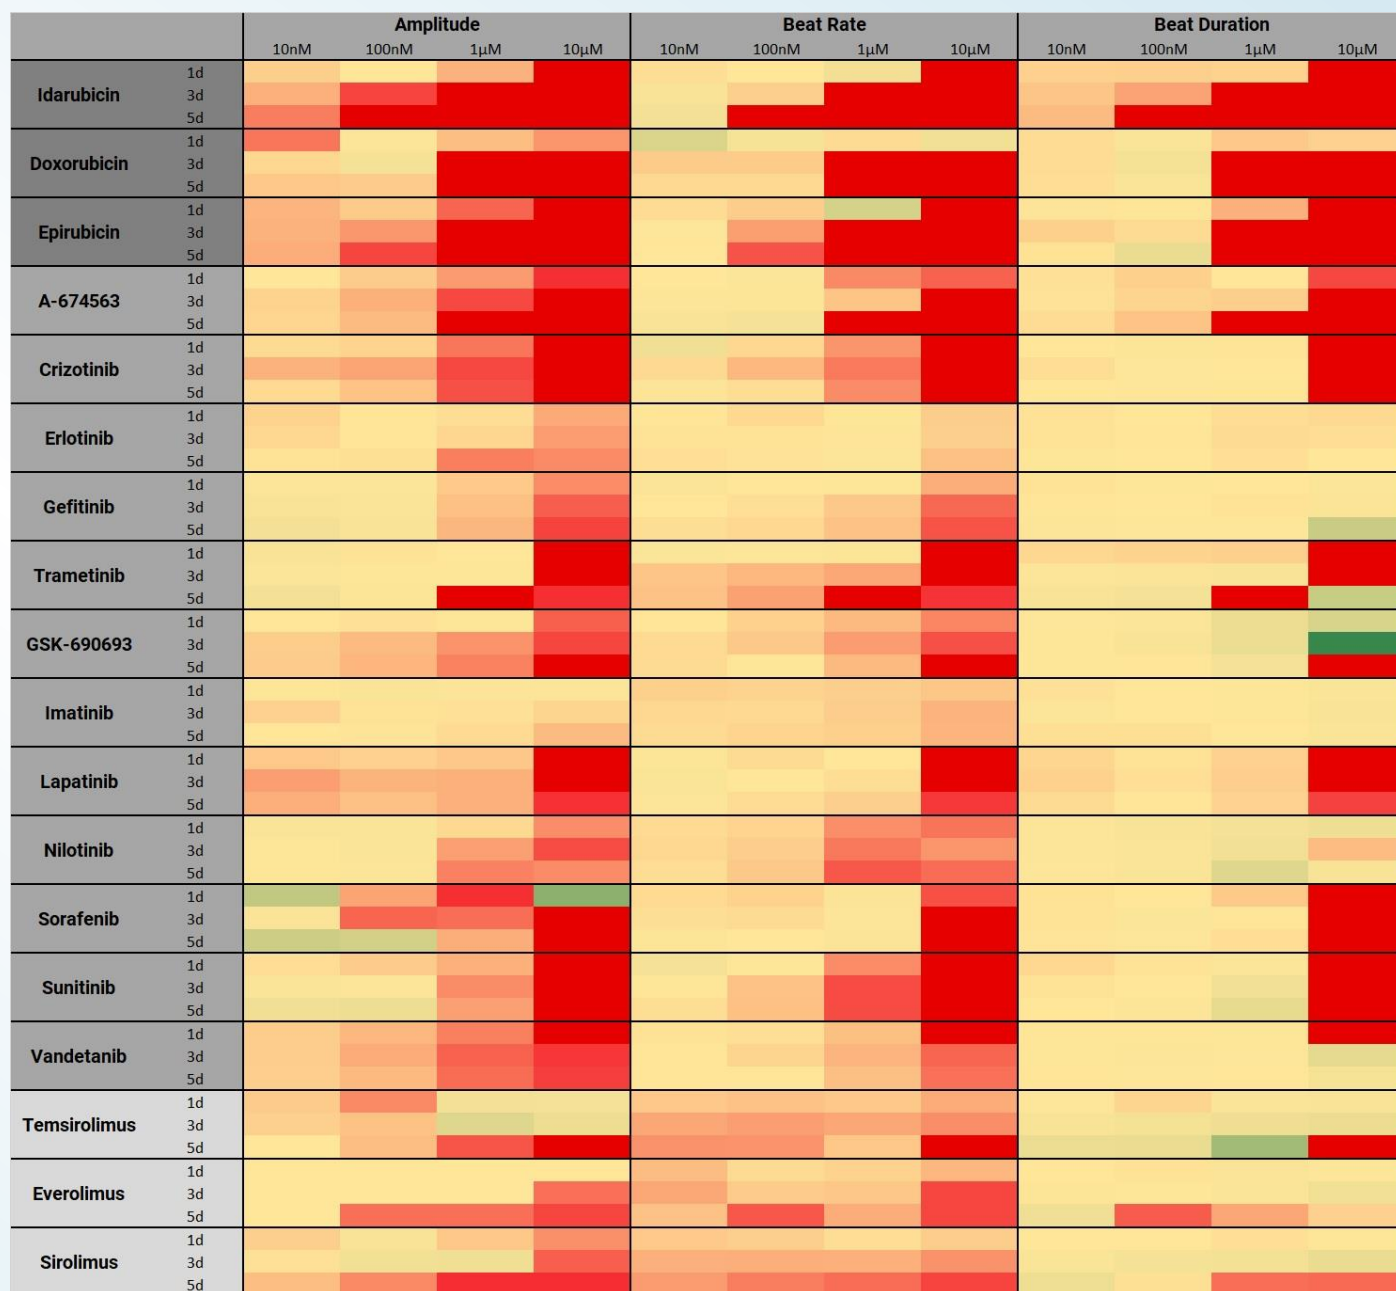 Amplitude Beat Rate Beat Duration
10nM 100nM 1µM 10µM 10nM 100nM 1µM 10µM 10nM 100nM 1µM 10µM
1d
Idarubicin 3d
5d
1d
Doxorubicin 3d
5d
1d
Epirubicin 3d
5d
1d
A-674563 3d
5d
1d
Crizotinib 3d
5d
1d
Erlotinib 3d
5d
1d
Gefitinib 3d
5d
1d
Trametinib 3d
5d
1d
GSK-690693 3d
5d
1d
Imatinib 3d
5d
1d
Lapatinib 3d
5d
1d
Nilotinib 3d
5d
1d
Sorafenib 3d
5d
1d
Sunitinib 3d
5d
1d
Vandetanib 3d
5d
1d
Temsirolimus 3d
5d
1d
Everolimus 3d
5d
1d
Sirolimus 3d
5d